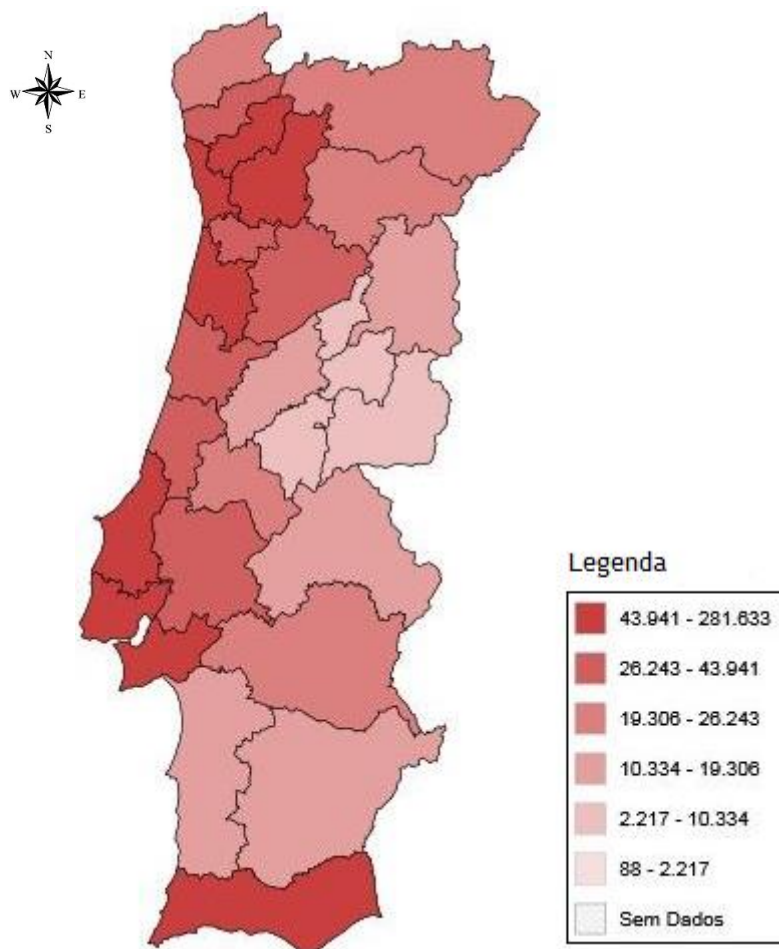 N
W E
S
Legenda
43.941 - 281.633
26.243 - 43.941
19.306 - 26.243
10.334 - 19.306
2.217 - 10.334
88 - 2.217
Sem Dados